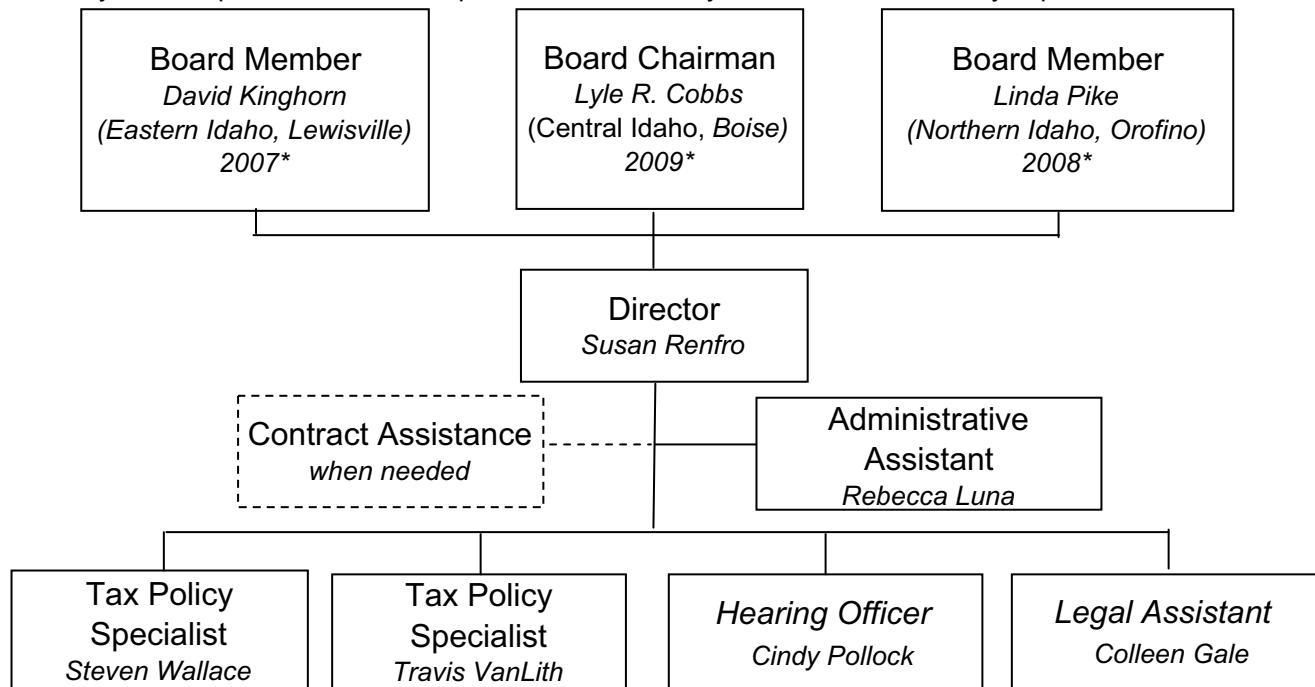 Board Member
David Kinghorn
(Eastern Idaho, Lewisville)
2007*
Board Chairman
Lyle R. Cobbs
(Central Idaho, Boise)
2009*
Board Member
Linda Pike
(Northern Idaho, Orofino)
2008*
Director
Susan Renfro
Contract Assistance
when needed
Administrative
Assistant
Rebecca Luna
Tax Policy
Specialist
Steven Wallace
Tax Policy
Specialist
Travis VanLith
Hearing Officer
Cindy Pollock
Legal Assistant
Colleen Gale